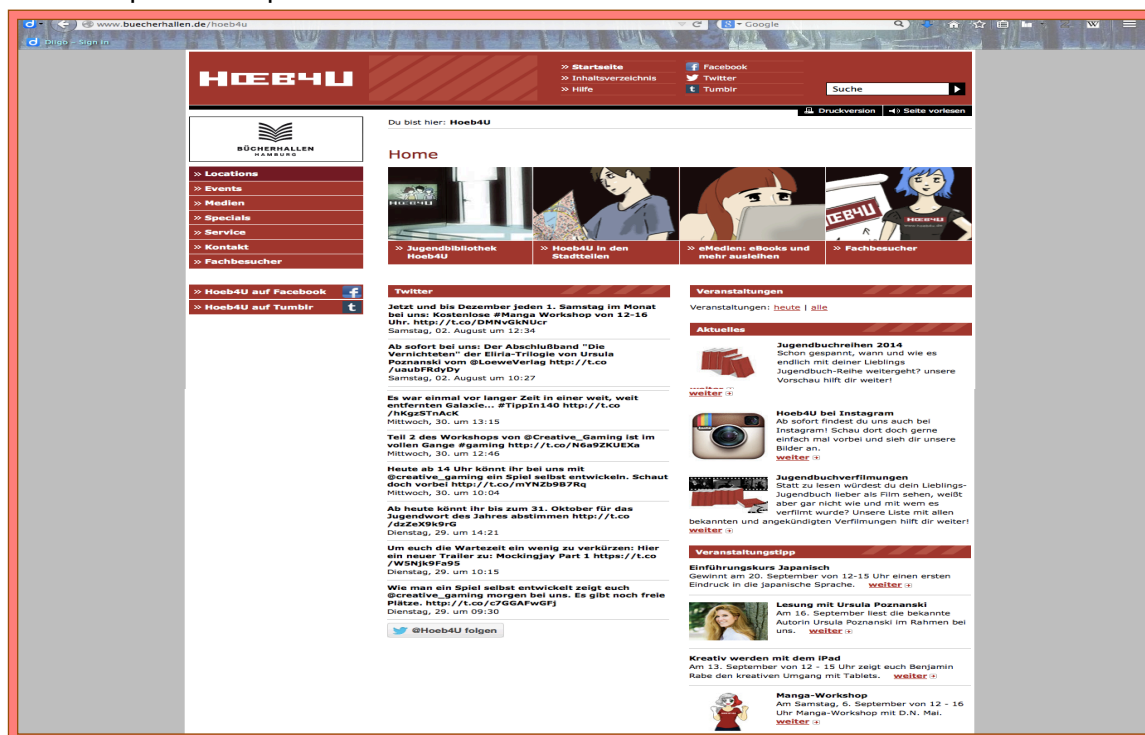 www.buecherhallen.de/hoeb4u
Google
Diigo - Sign in
HOEB4U
» Startseite
» Inhaltsverzeichnis
» Hilfe
Facebook
Twitter
Tumblr
Suche
Druckversion
Seite vorlesen
BÜCHERHALLEN
HAMBURG
» Locations
» Events
» Medien
» Specials
» Service
» Kontakt
» Fachbesucher
» Hoeb4U auf Facebook
» Hoeb4U auf Tumblr
Du bist hier: Hoeb4U
Home
» Jugendbibliothek
Hoeb4U
» Hoeb4U in den
Stadtteilen
» eMedien: eBooks und
mehr ausleihen
» Fachbesucher
Twitter
Jetzt und bis Dezember jeden 1. Samstag im Monat
bei uns: Kostenlose #Manga Workshop von 12-16
Uhr. http://t.co/DMNvGkNUcr
Samstag, 02. August um 12:34
Ab sofort bei uns: Der Abschlußband "Die
Vernichteten" der Eliria-Trilogie von Ursula
Poznanski vom @LoeweVerlag http://t.co
/uaubFRdyDy
Samstag, 02. August um 10:27
Es war einmal vor langer Zeit in einer weit, weit
entfernten Galaxie... #TippIn140 http://t.co
/hKgzSTnAcK
Mittwoch, 30. um 13:15
Teil 2 des Workshops von @Creative_Gaming ist im
vollen Gange #gaming http://t.co/N6a9ZKUEXa
Mittwoch, 30. um 12:46
Heute ab 14 Uhr könnt ihr bei uns mit
@creative_gaming ein Spiel selbst entwickeln. Schaut
doch vorbei http://t.co/mYNZb9B7Rq
Mittwoch, 30. um 10:04
Ab heute könnt ihr bis zum 31. Oktober für das
Jugendwort des Jahres abstimmen http://t.co
/dzZeX9k9rG
Dienstag, 29. um 14:21
Um euch die Wartezeit ein wenig zu verkürzen: Hier
ein neuer Trailer zu: Mockingjay Part 1 https://t.co
/W5Njk9Fa95
Dienstag, 29. um 10:15
Wie man ein Spiel selbst entwickelt zeigt euch
@creative_gaming morgen bei uns. Es gibt noch freie
Plätze. http://t.co/c7GGAFwGFj
Dienstag, 29. um 09:30
@Hoeb4U folgen
Veranstaltungen
Veranstaltungen: heute | alle
Aktuelles
Jugendbuchreihen 2014
Schon gespannt, wann und wie es
endlich mit deiner Lieblings
Jugendbuch-Reihe weitergeht? unsere
Vorschau hilft dir weiter!
weiter
Hoeb4U bei Instagram
Ab sofort findest du uns auch bei
Instagram! Schau dort doch gerne
einfach mal vorbei und sieh dir unsere
Bilder an.
weiter
Jugendbuchverfilmungen
Statt zu lesen würdest du dein Lieblings-
Jugendbuch lieber als Film sehen, weißt
aber gar nicht wie und mit wem es
verfilmt wurde? Unsere Liste mit allen
bekannten und angekündigten Verfilmungen hilft dir weiter!
weiter
Veranstaltungstipp
Einführungskurs Japanisch
Gewinnt am 20. September von 12-15 Uhr einen ersten
Eindruck in die japanische Sprache. weiter
Lesung mit Ursula Poznanski
Am 16. September liest die bekannte
Autorin Ursula Poznanski im Rahmen bei
uns. weiter
Kreativ werden mit dem iPad
Am 13. September von 12 - 15 Uhr zeigt euch Benjamin
Rabe den kreativen Umgang mit Tablets. weiter
Manga-Workshop
Am Samstag, 6. September von 12 - 16
Uhr Manga-Workshop mit D.N. Mai.
weiter